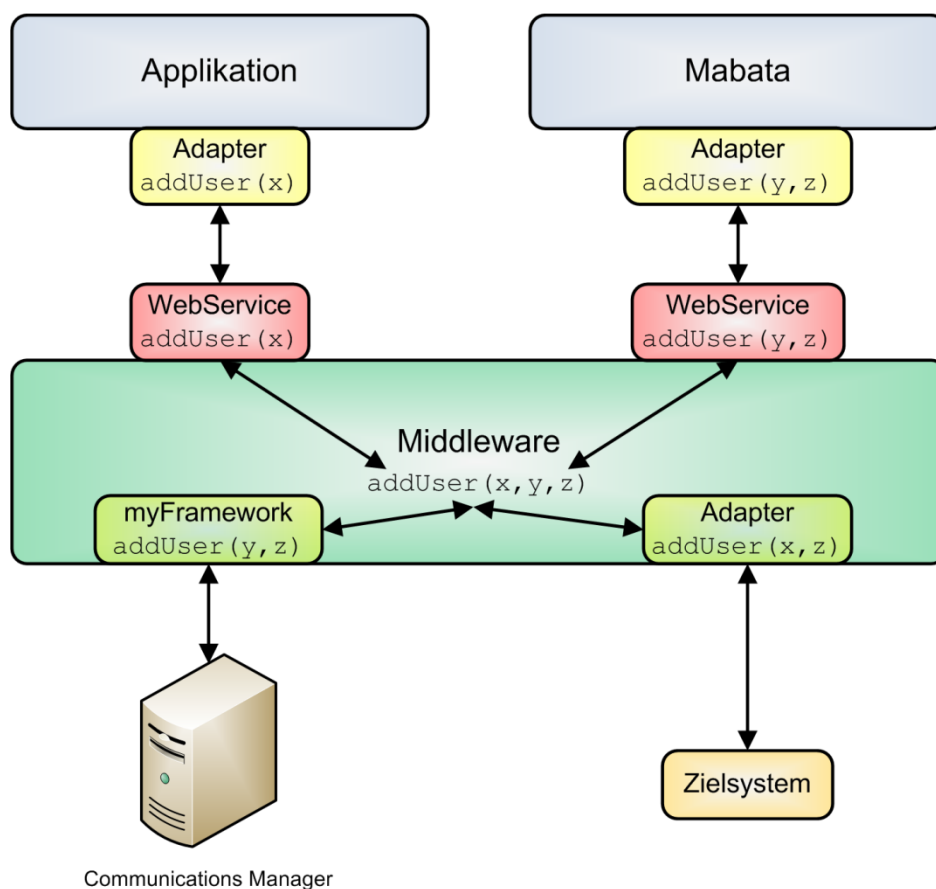 Applikation
Mabata
Adapter
addUser(x)
Adapter
addUser(y,z)
WebService
addUser(x)
WebService
addUser(y,z)
Middleware
addUser(x,y,z)
myFramework
addUser(y,z)
Adapter
addUser(x,z)
Zielsystem
Communications Manager